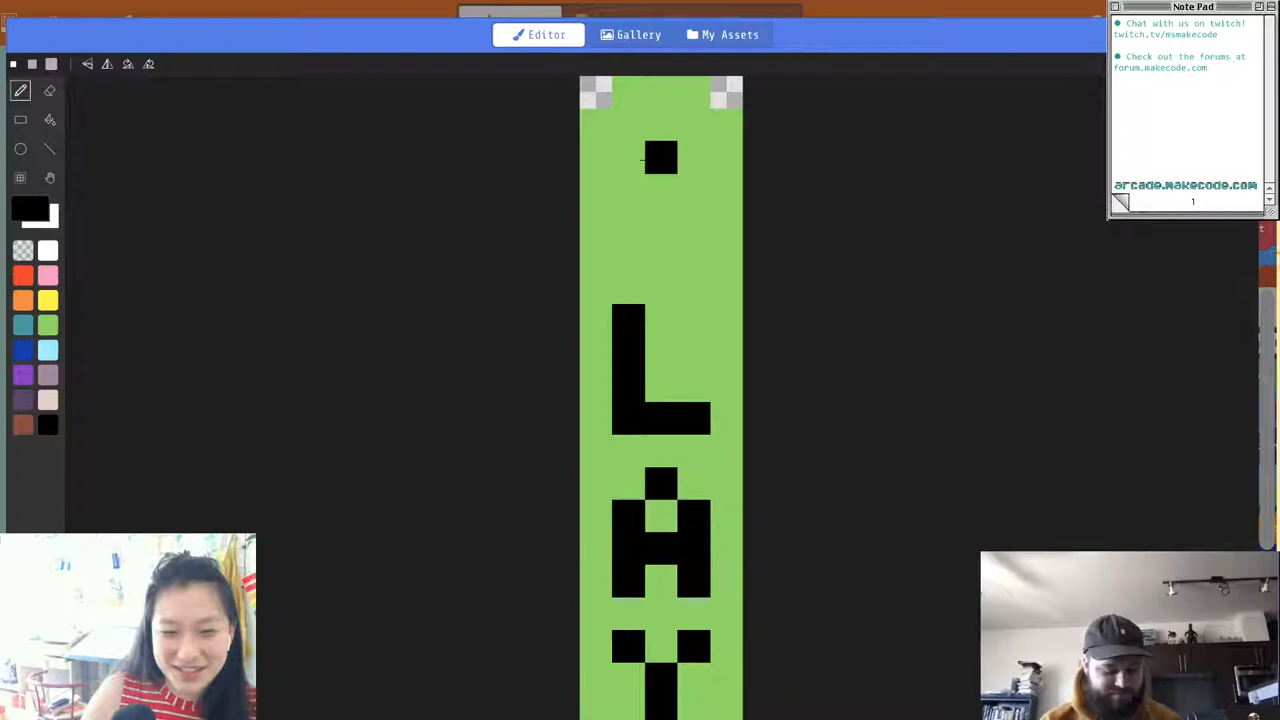 Editor
Gallery
My Assets
Note Pad
● Chat with us on twitch!
twitch.tv/msmakecode
● Check out the forums at
forum.makecode.com
arcade.makecode.com
1
L
A
Y